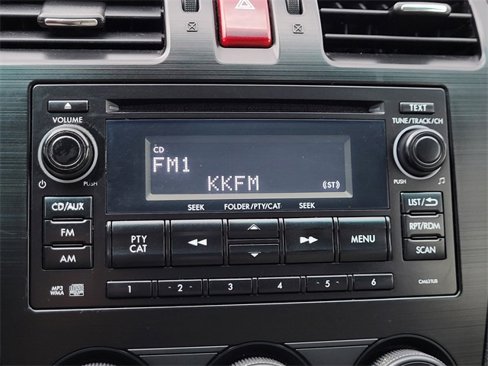 VOLUME
TEXT
TUNE/TRACK/CH
PUSH
PUSH
CD
FM1
KKFM
(ST)
CD/AUX
FM
AM
SEEK
FOLDER/PTY/CAT
SEEK
PTY
CAT
MENU
LIST/
RPT/RDM
SCAN
MP3
WMA
1
-2-
3
4
-5-
6